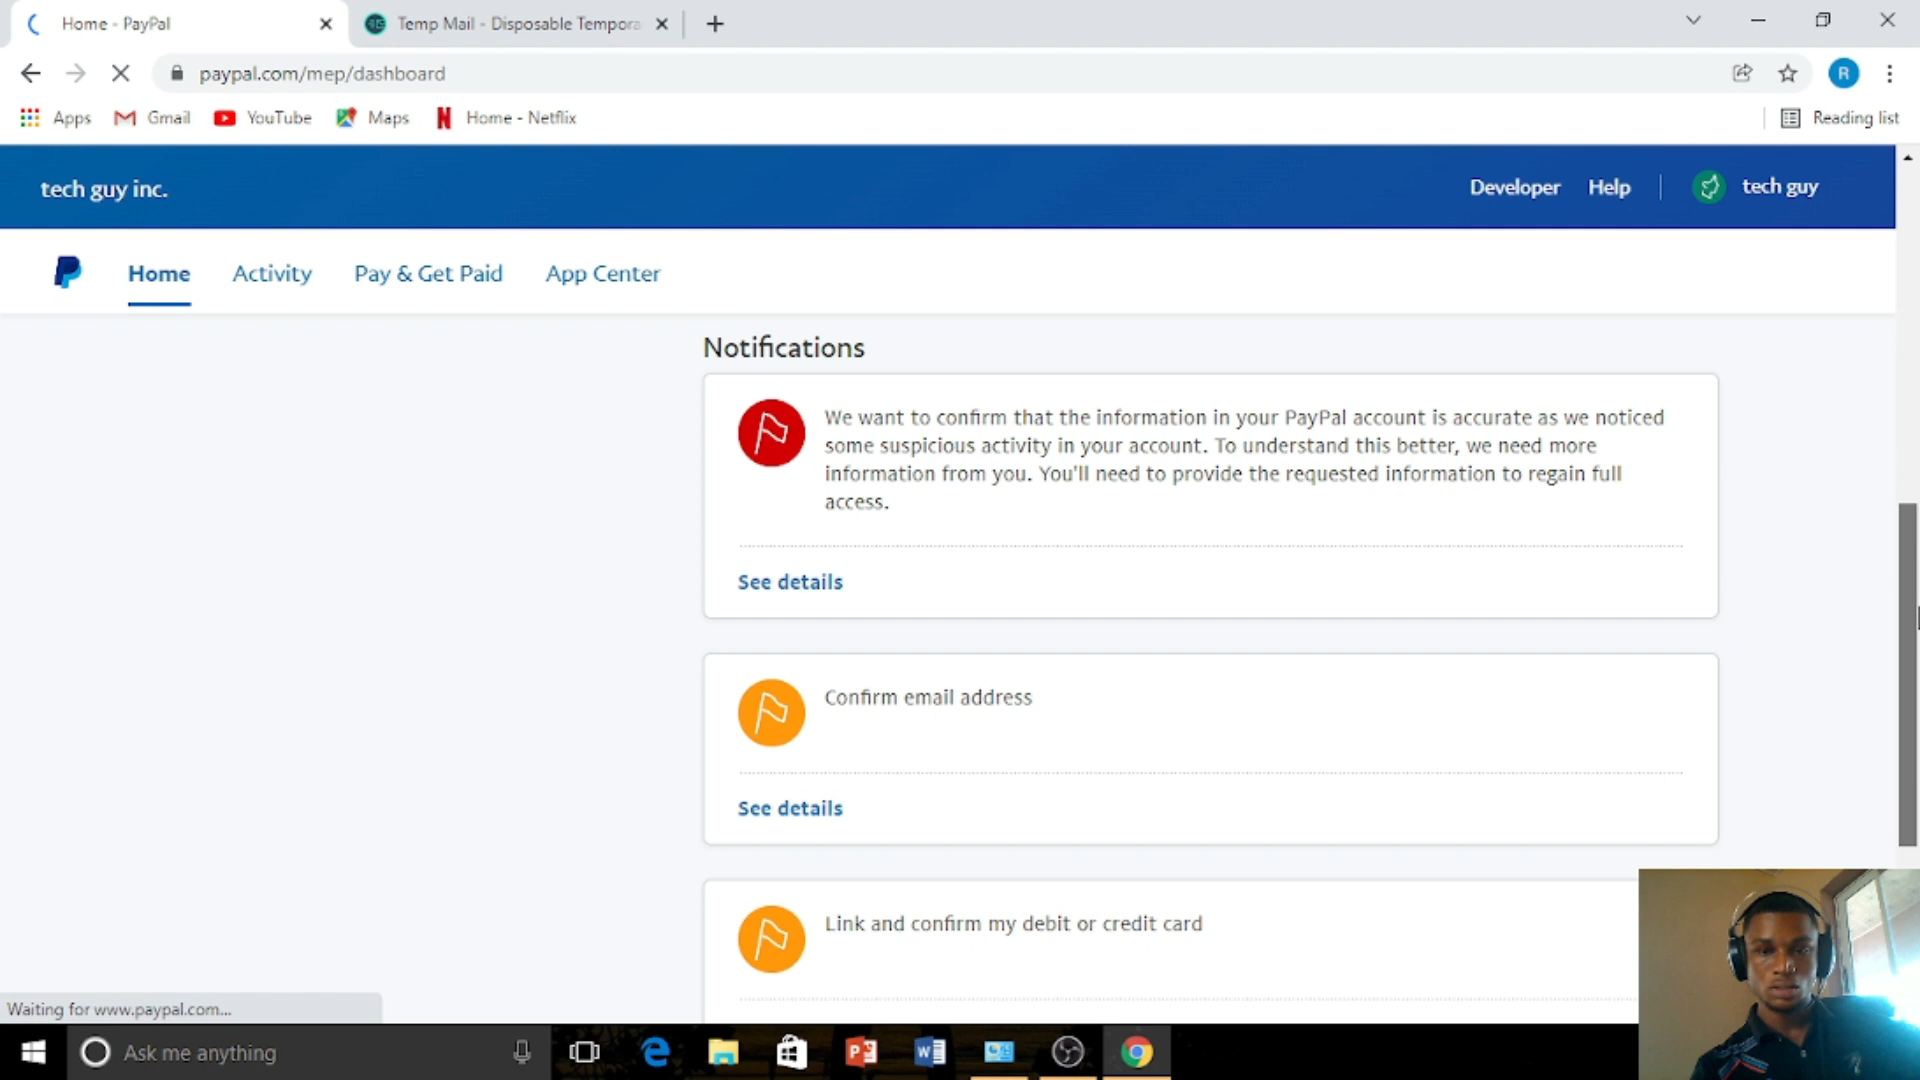 Home - PayPal
Temp Mail - Disposable Tempora
paypal.com/mep/dashboard
R
Apps
Gmail
YouTube
Maps
Home - Netflix
Reading list
tech guy inc.
Developer
Help
tech guy
Home
Activity
Pay & Get Paid
App Center
Notifications
We want to confirm that the information in your PayPal account is accurate as we noticed
some suspicious activity in your account. To understand this better, we need more
information from you. You'll need to provide the requested information to regain full
access.
See details
Confirm email address
See details
Link and confirm my debit or credit card
Waiting for www.paypal.com...
Ask me anything